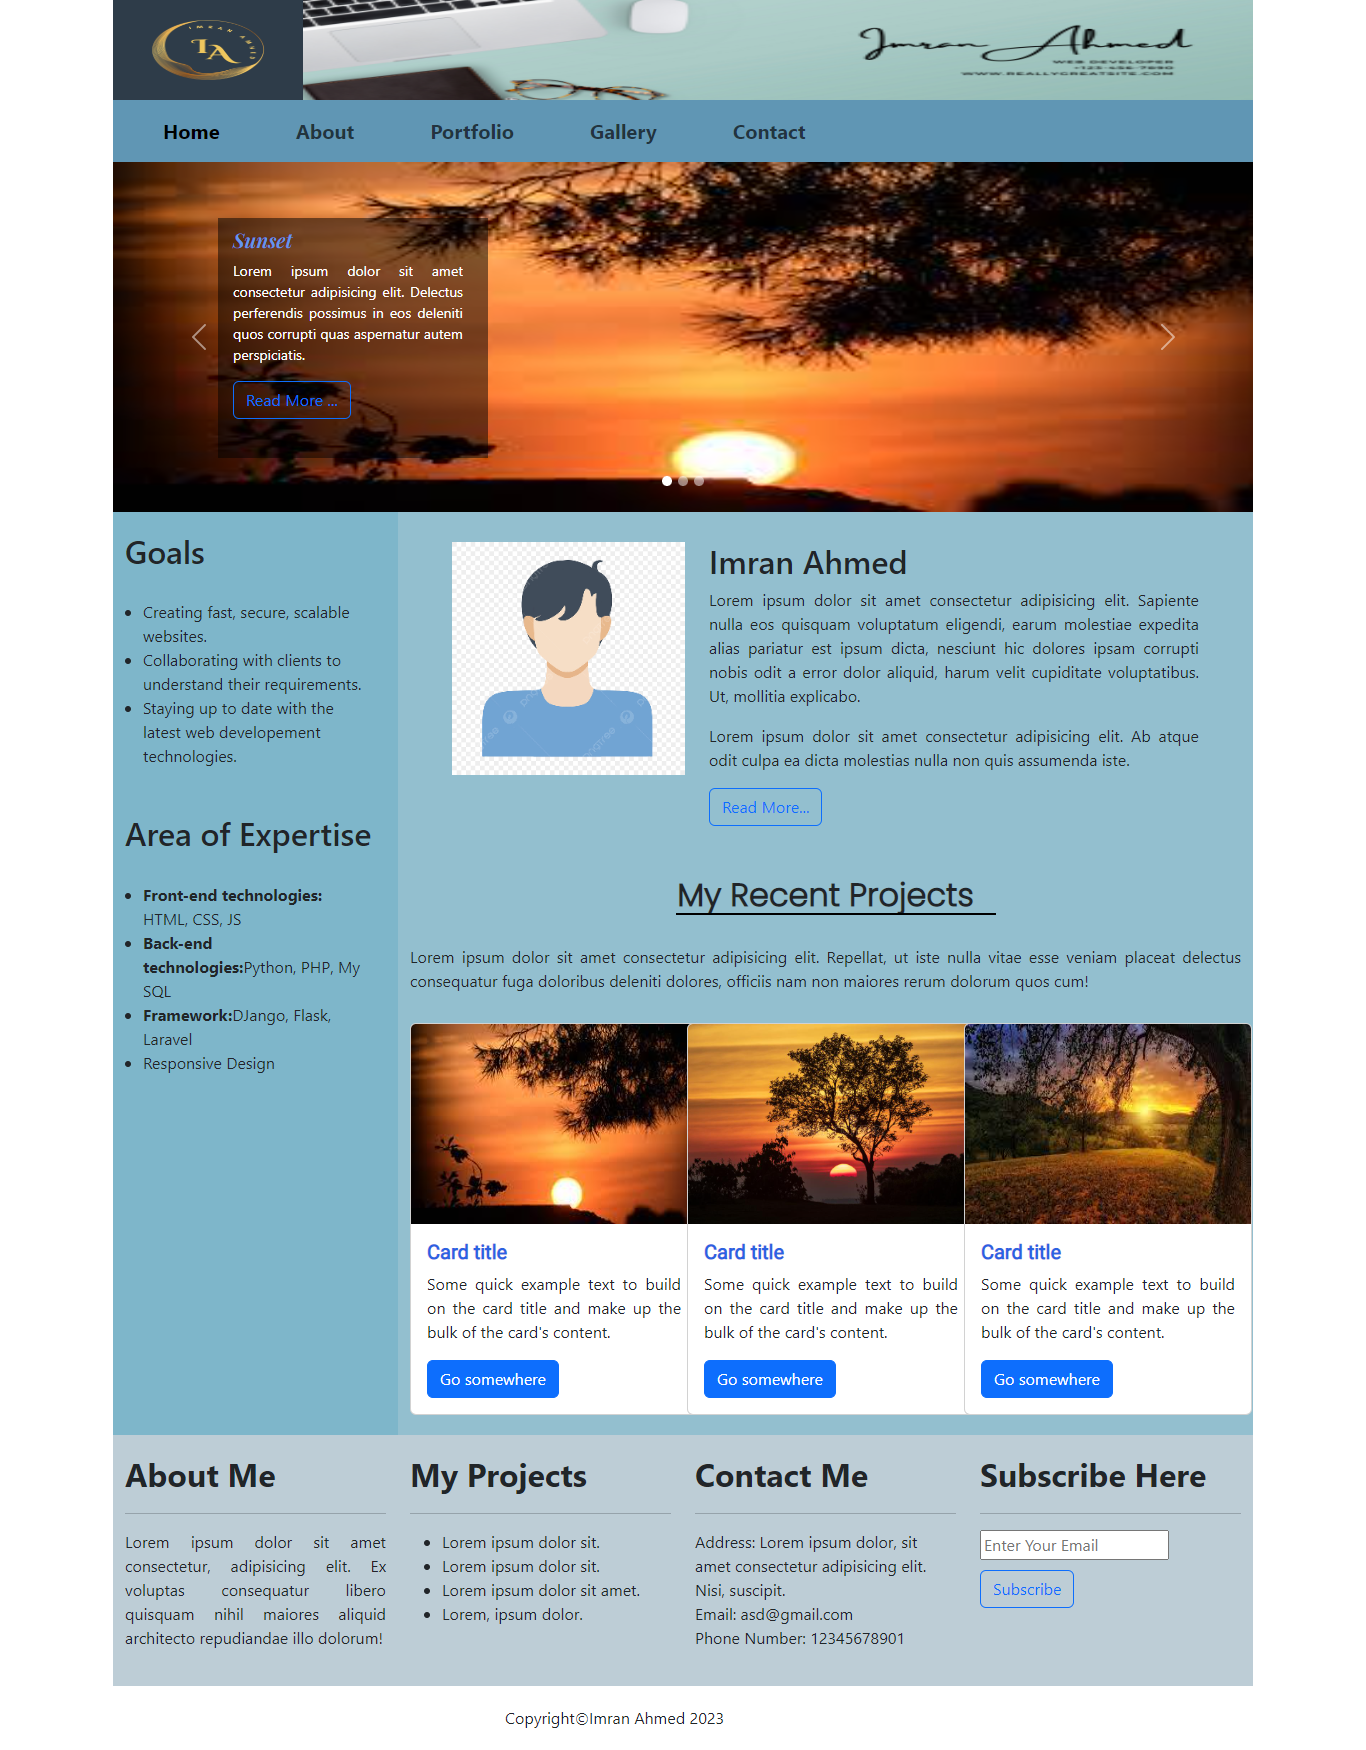 IMRAN AHMED
IA
Imran Ahmed
WEB DEVELOPER
+123-456-7890
WWW.REALLYGREATSITE.COM
Home About Portfolio Gallery Contact
Sunset
Lorem ipsum dolor sit amet
consectetur adipisicing elit. Delectus
perferendis possimus in eos deleniti
quos corrupti quas aspernatur autem
perspiciatis.
Read More ...
Goals
Creating fast, secure, scalable
websites.
Collaborating with clients to
understand their requirements.
Staying up to date with the
latest web developement
technologies.
Area of Expertise
Front-end technologies:
HTML, CSS, JS
Back-end
technologies:Python, PHP, My
SQL
Framework:DJango, Flask,
Laravel
Responsive Design
Imran Ahmed
Lorem ipsum dolor sit amet consectetur adipisicing elit. Sapiente
nulla eos quisquam voluptatum eligendi, earum molestiae expedita
alias pariatur est ipsum dicta, nesciunt hic dolores ipsam corrupti
nobis odit a error dolor aliquid, harum velit cupiditate voluptatibus.
Ut, mollitia explicabo.
Lorem ipsum dolor sit amet consectetur adipisicing elit. Ab atque
odit culpa ea dicta molestias nulla non quis assumenda iste.
Read More...
My Recent Projects
Lorem ipsum dolor sit amet consectetur adipisicing elit. Repellat, ut iste nulla vitae esse veniam placeat delectus
consequatur fuga doloribus deleniti dolores, officiis nam non maiores rerum dolorum quos cum!
Card title
Some quick example text to build
on the card title and make up the
bulk of the card's content.
Go somewhere
Card title
Some quick example text to build
on the card title and make up the
bulk of the card's content.
Go somewhere
Card title
Some quick example text to build
on the card title and make up the
bulk of the card's content.
Go somewhere
About Me
Lorem ipsum dolor sit amet
consectetur, adipisicing elit. Ex
voluptas consequatur libero
quisquam nihil maiores aliquid
architecto repudiandae illo dolorum!
My Projects
Lorem ipsum dolor sit.
Lorem ipsum dolor sit.
Lorem ipsum dolor sit amet.
Lorem, ipsum dolor.
Contact Me
Address: Lorem ipsum dolor, sit
amet consectetur adipisicing elit.
Nisi, suscipit.
Email: asd@gmail.com
Phone Number: 12345678901
Subscribe Here
Enter Your Email
Subscribe
Copyright©Imran Ahmed 2023